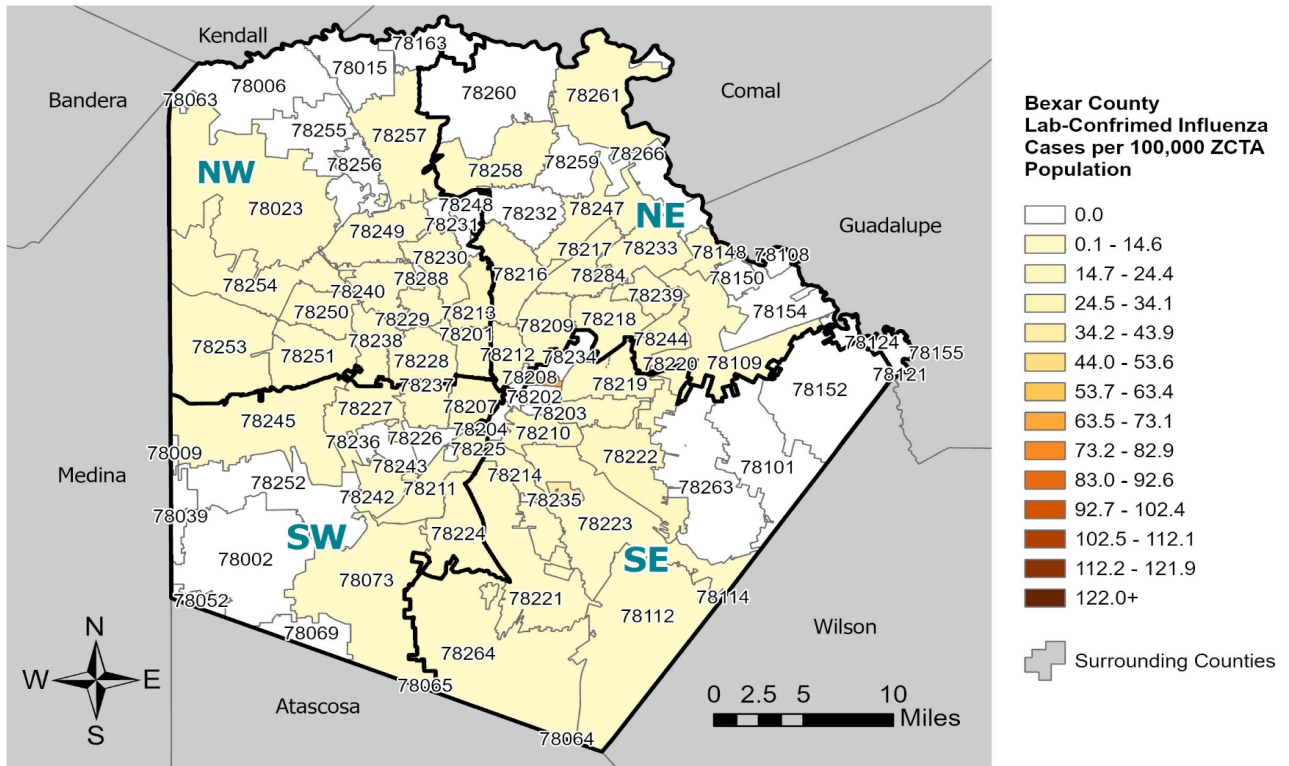 Kendall
78163
78015
78006
78260
Comal
Bandera
78063
78261
78255
78257
78256
78259
78266
NW
78258
78248
78247
78023
78232
NE
78231
Guadalupe
78249
78217
78233
78230
78148
78108
78216
78284
78150
78288
78254
78240
78239
78250
78213
78154
78229
78209
78218
78201
78244
78124
78238
78253
78251
78212
78234
78155
78228
78220
78109
78208
78121
78237
78219
78152
78202
78227
78207
78203
78245
78204
78210
78236
78226
78225
78222
78009
78243
78101
Medina
78214
78252
78211
78263
78242
78235
78039
78223
SW
78224
78002
SE
78073
78114
78052
78221
78112
78069
Wilson
78264
78065
Atascosa
78064
N
W
E
S
0 2.5 5 10
Miles
Bexar County
Lab-Confrimed Influenza
Cases per 100,000 ZCTA
Population
0.0
0.1 - 14.6
14.7 - 24.4
24.5 - 34.1
34.2 - 43.9
44.0 - 53.6
53.7 - 63.4
63.5 - 73.1
73.2 - 82.9
83.0 - 92.6
92.7 - 102.4
102.5 - 112.1
112.2 - 121.9
122.0+
Surrounding Counties